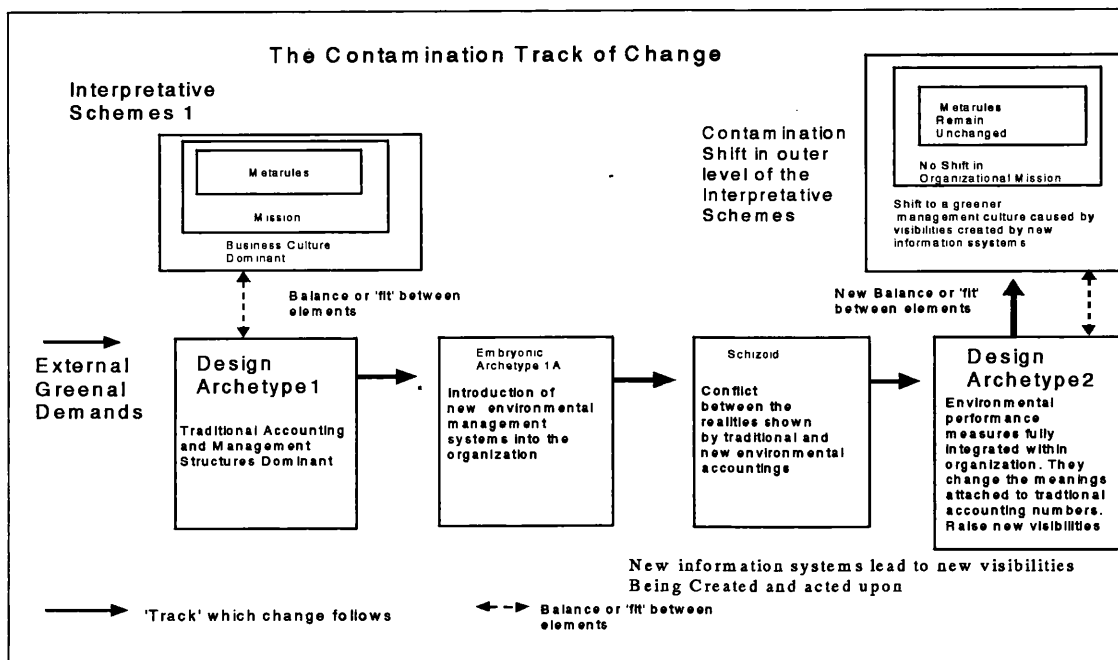 The Contamination Track of Change
Interpretative
Schemes 1
Metarules
Mission
Business Culture
Dominant
Balance or 'fit' between
elements
Contamination
Shift in outer
level of the
Interpretative
Schemes
Metarules
Remain
Unchanged
No Shift in
Organizational Mission
Shift to a greener
management culture caused by
visibilities created by new
information ssystems
New Balance or 'fit'
between elements
External
Greenal
Demands
Design
Archetype1
Traditional Accounting
and Management
Structures Dominant
Embryonic
Archetype 1A
Introduction of
new environmental
management
systems into the
organization
Schizoid
Conflict
between the
realities shown
by traditional and
new environmental
accountings
Design
Archetype2
Environmental
performance
measures fully
integrated within
organization. They
change the meanings
attached to tradtional
accounting numbers.
Raise new visibilities
New information systems lead to new visibilities
Being Created and acted upon
'Track' which change follows
Balance or 'fit' between
elements